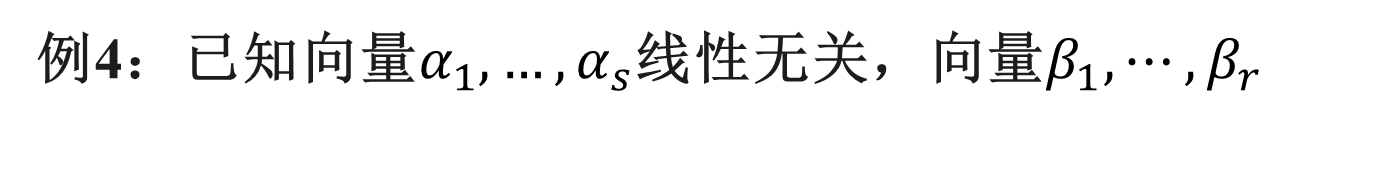 例4：已知向量α₁, … , αₛ线性无关，向量β₁, ⋯ , βᵣ